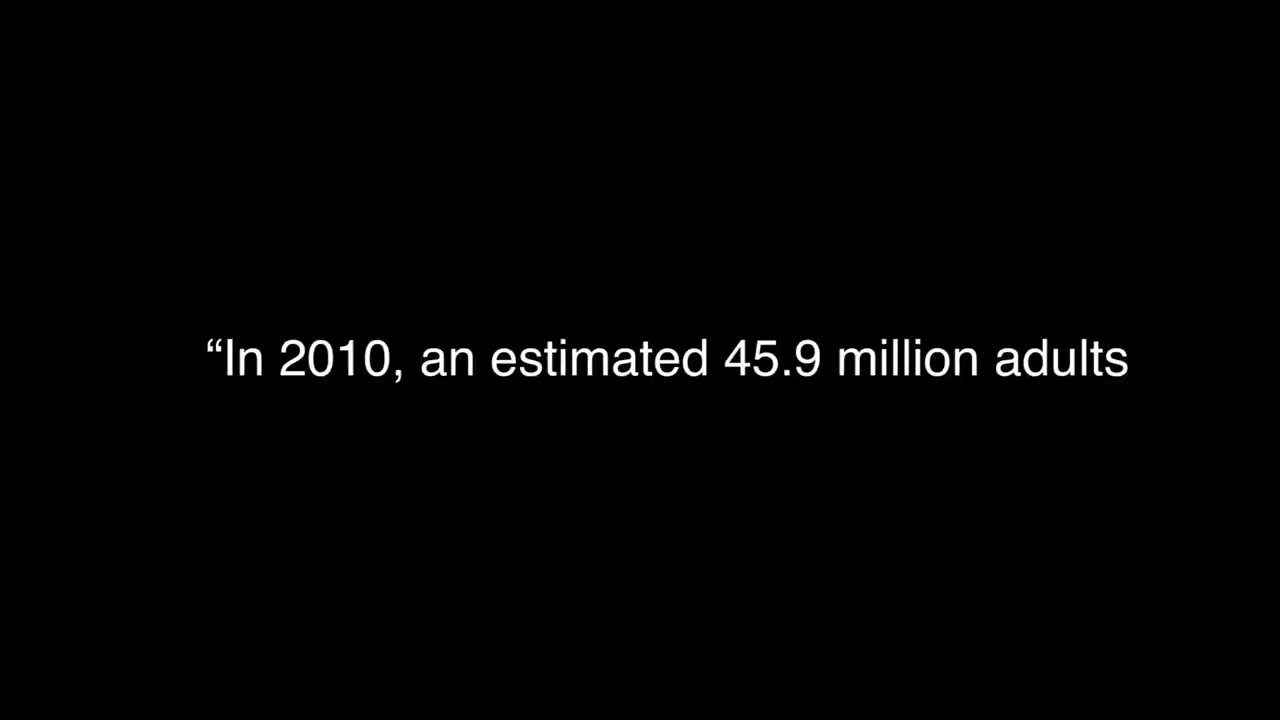 “In 2010, an estimated 45.9 million adults